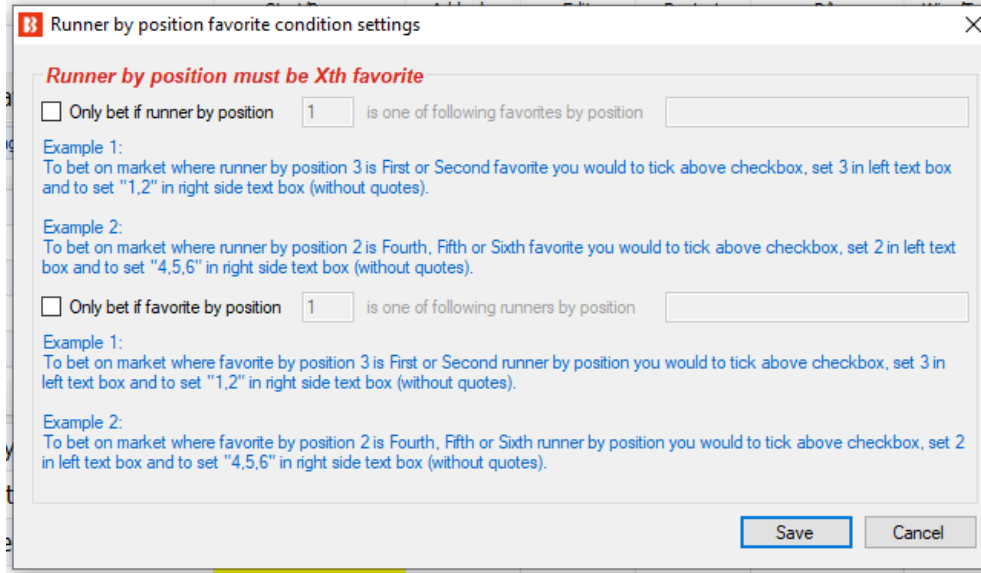 Runner by position favorite condition settings
Runner by position must be Xth favorite
Only bet if runner by position 1 is one of following favorites by position
Example 1:
To bet on market where runner by position 3 is First or Second favorite you would to tick above checkbox, set 3 in left text box
and to set "1,2" in right side text box (without quotes).
Example 2:
To bet on market where runner by position 2 is Fourth, Fifth or Sixth favorite you would to tick above checkbox, set 2 in left text
box and to set "4,5,6" in right side text box (without quotes).
Only bet if favorite by position 1 is one of following runners by position
Example 1:
To bet on market where favorite by position 3 is First or Second runner by position you would to tick above checkbox, set 3 in
left text box and to set "1,2" in right side text box (without quotes).
Example 2:
To bet on market where favorite by position 2 is Fourth, Fifth or Sixth runner by position you would to tick above checkbox, set 2
in left text box and to set "4,5,6" in right side text box (without quotes).
Save Cancel